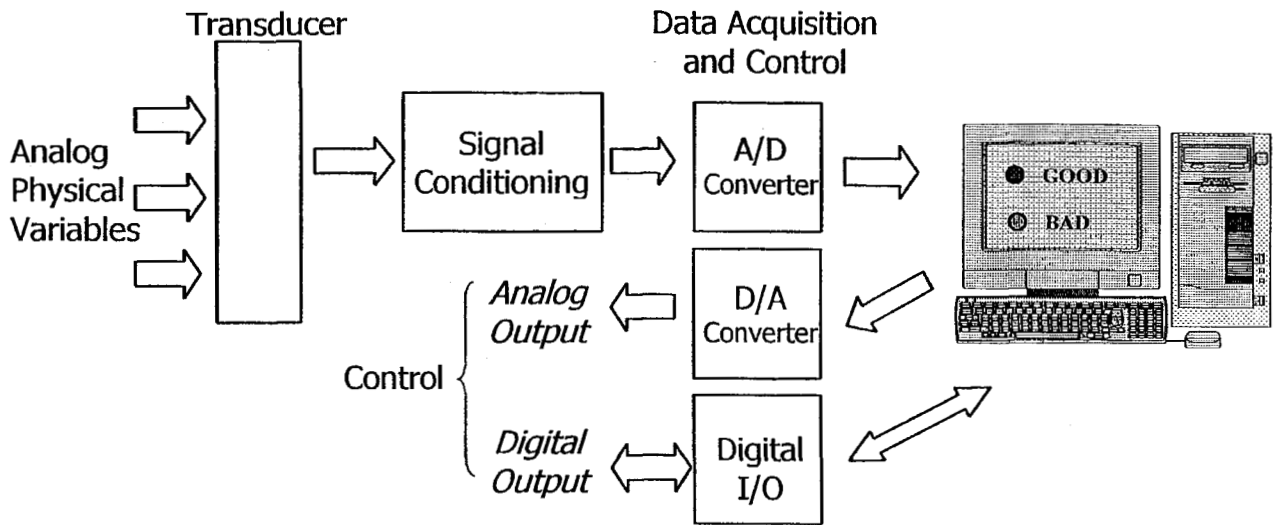 Transducer
Data Acquisition
and Control
Analog
Physical
Variables
Signal
Conditioning
A/D
Converter
GOOD
BAD
Analog
Output
D/A
Converter
Control
Digital
Output
Digital
I/O